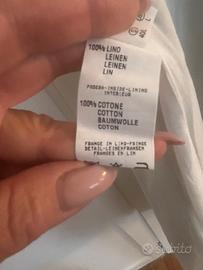 100% LINO
LEINEN
LEINEN
LIN
FODERA-INSIDE-LINING
INTERIEUR
100% COTONE
COTTON
BAUMWOLLE
COTON
FRANGE IN LINO-FRINGE
DETAIL-LEINENFRANSEN
FRANGES EN LIN
subito